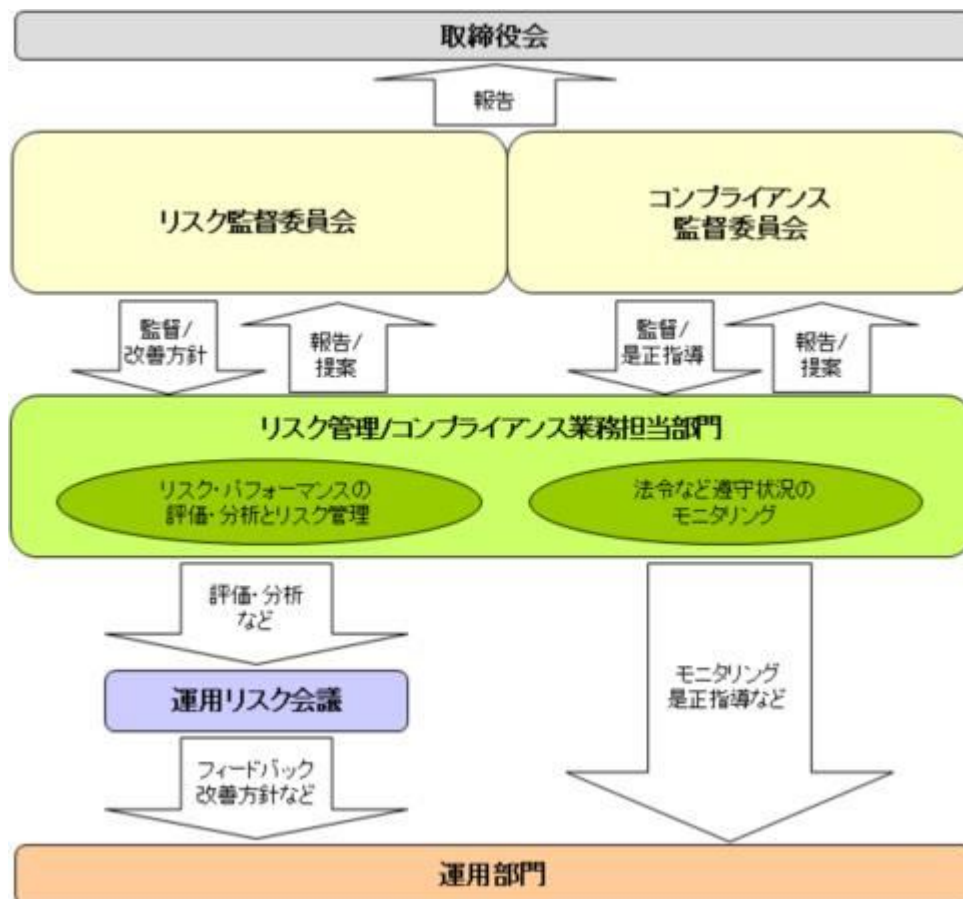 取締役会
報告
リスク監督委員会
コンプライアンス
監督委員会
監督/
改善方針
報告/
提案
監督/
是正指導
報告/
提案
リスク管理/コンプライアンス業務担当部門
リスク・パフォーマンスの
評価・分析とリスク管理
法令など遵守状況の
モニタリング
評価・分析
など
運用リスク会議
モニタリング
是正指導など
フィードバック
改善方針など
運用部門